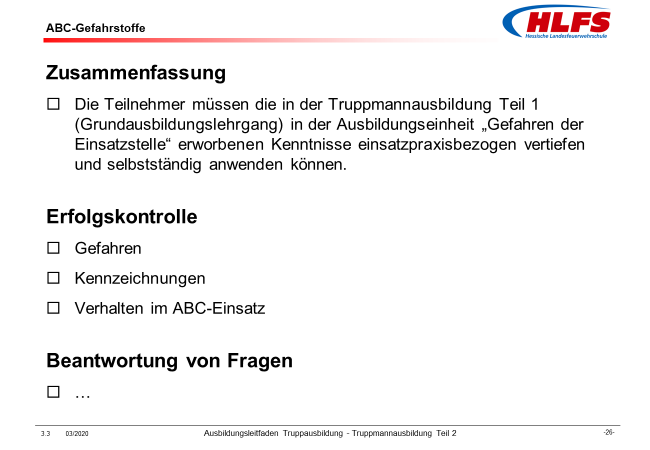 ABC-Gefahrstoffe
HLFS
Hessische Landesfeuerwehrschule
Zusammenfassung
Die Teilnehmer müssen die in der Truppmannausbildung Teil 1
(Grundausbildungslehrgang) in der Ausbildungseinheit „Gefahren der
Einsatzstelle“ erworbenen Kenntnisse einsatzpraxisbezogen vertiefen
und selbstständig anwenden können.
Erfolgskontrolle
Gefahren
Kennzeichnungen
Verhalten im ABC-Einsatz
Beantwortung von Fragen
…
3.3 03/2020 Ausbildungsleitfaden Truppausbildung - Truppmannausbildung Teil 2 -26-